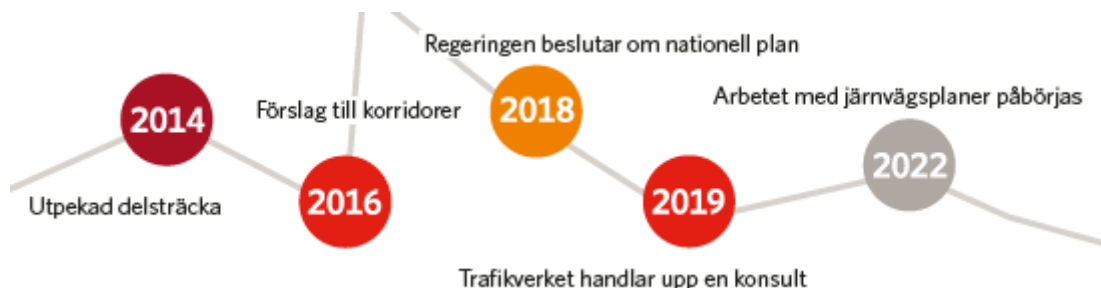 2014
Utpekad delsträcka
2016
Förslag till korridorer
2018
Regeringen beslutar om nationell plan
2019
Trafikverket handlar upp en konsult
2022
Arbetet med järnvägsplaner påbörjas